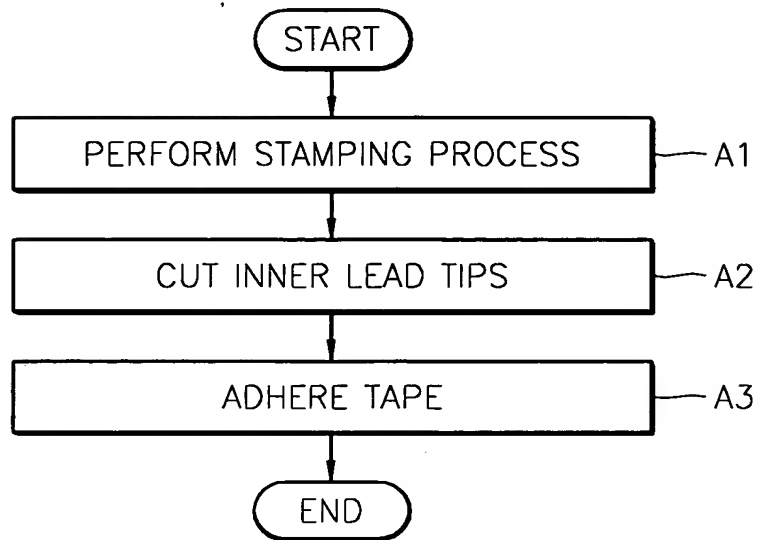 START
PERFORM STAMPING PROCESS A1
CUT INNER LEAD TIPS A2
ADHERE TAPE A3
END